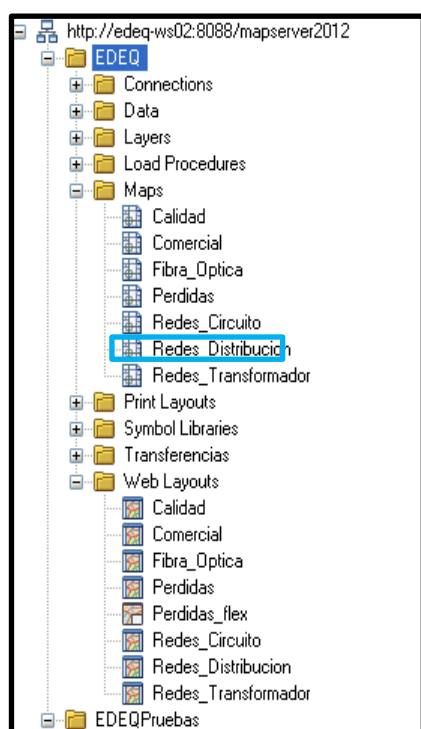 http://edeq-ws02:8088/mapserver2012
EDEQ
Connections
Data
Layers
Load Procedures
Maps
Calidad
Comercial
Fibra_Optica
Perdidas
Redes_Circuito
Redes_Distribucion
Redes_Transformador
Print Layouts
Symbol Libraries
Transferencias
Web Layouts
Calidad
Comercial
Fibra_Optica
Perdidas
Perdidas_flex
Redes_Circuito
Redes_Distribucion
Redes_Transformador
EDEQPruebas